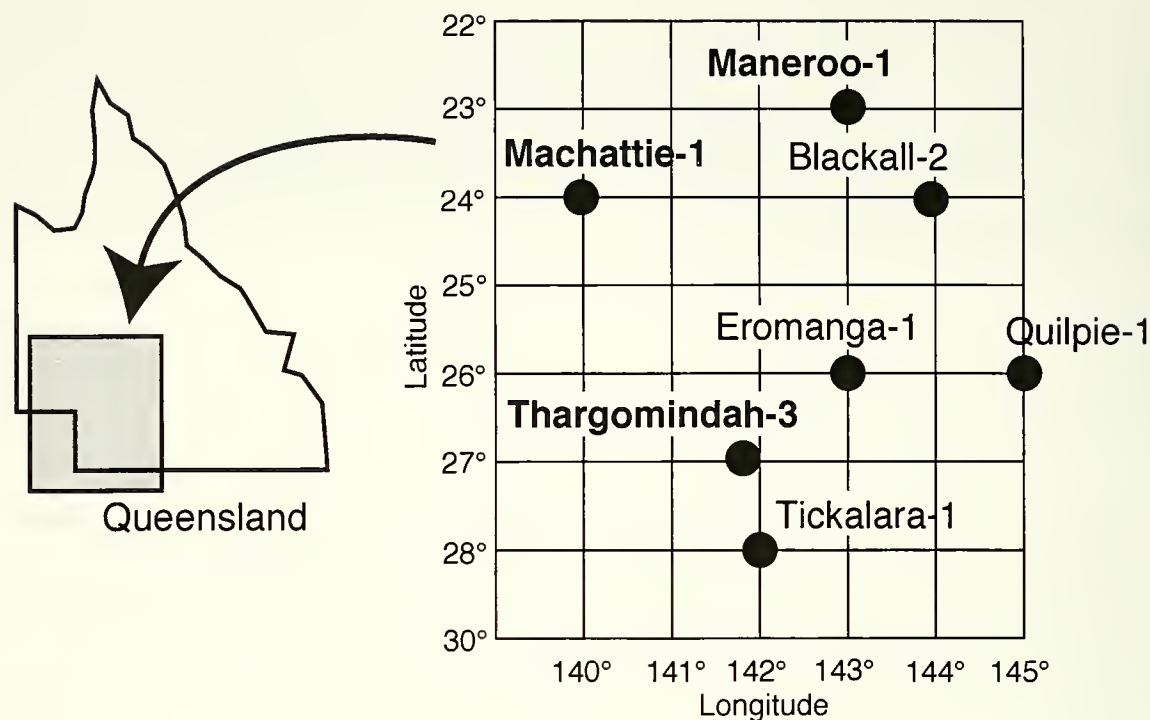 22°
Maneroo-1
23°
Machattie-1
Blackall-2
24°
25°
Latitude
Eromanga-1
Quilpie-1
26°
Thargomindah-3
27°
Tickalara-1
28°
30°
140° 141° 142° 143° 144° 145°
Longitude
Queensland